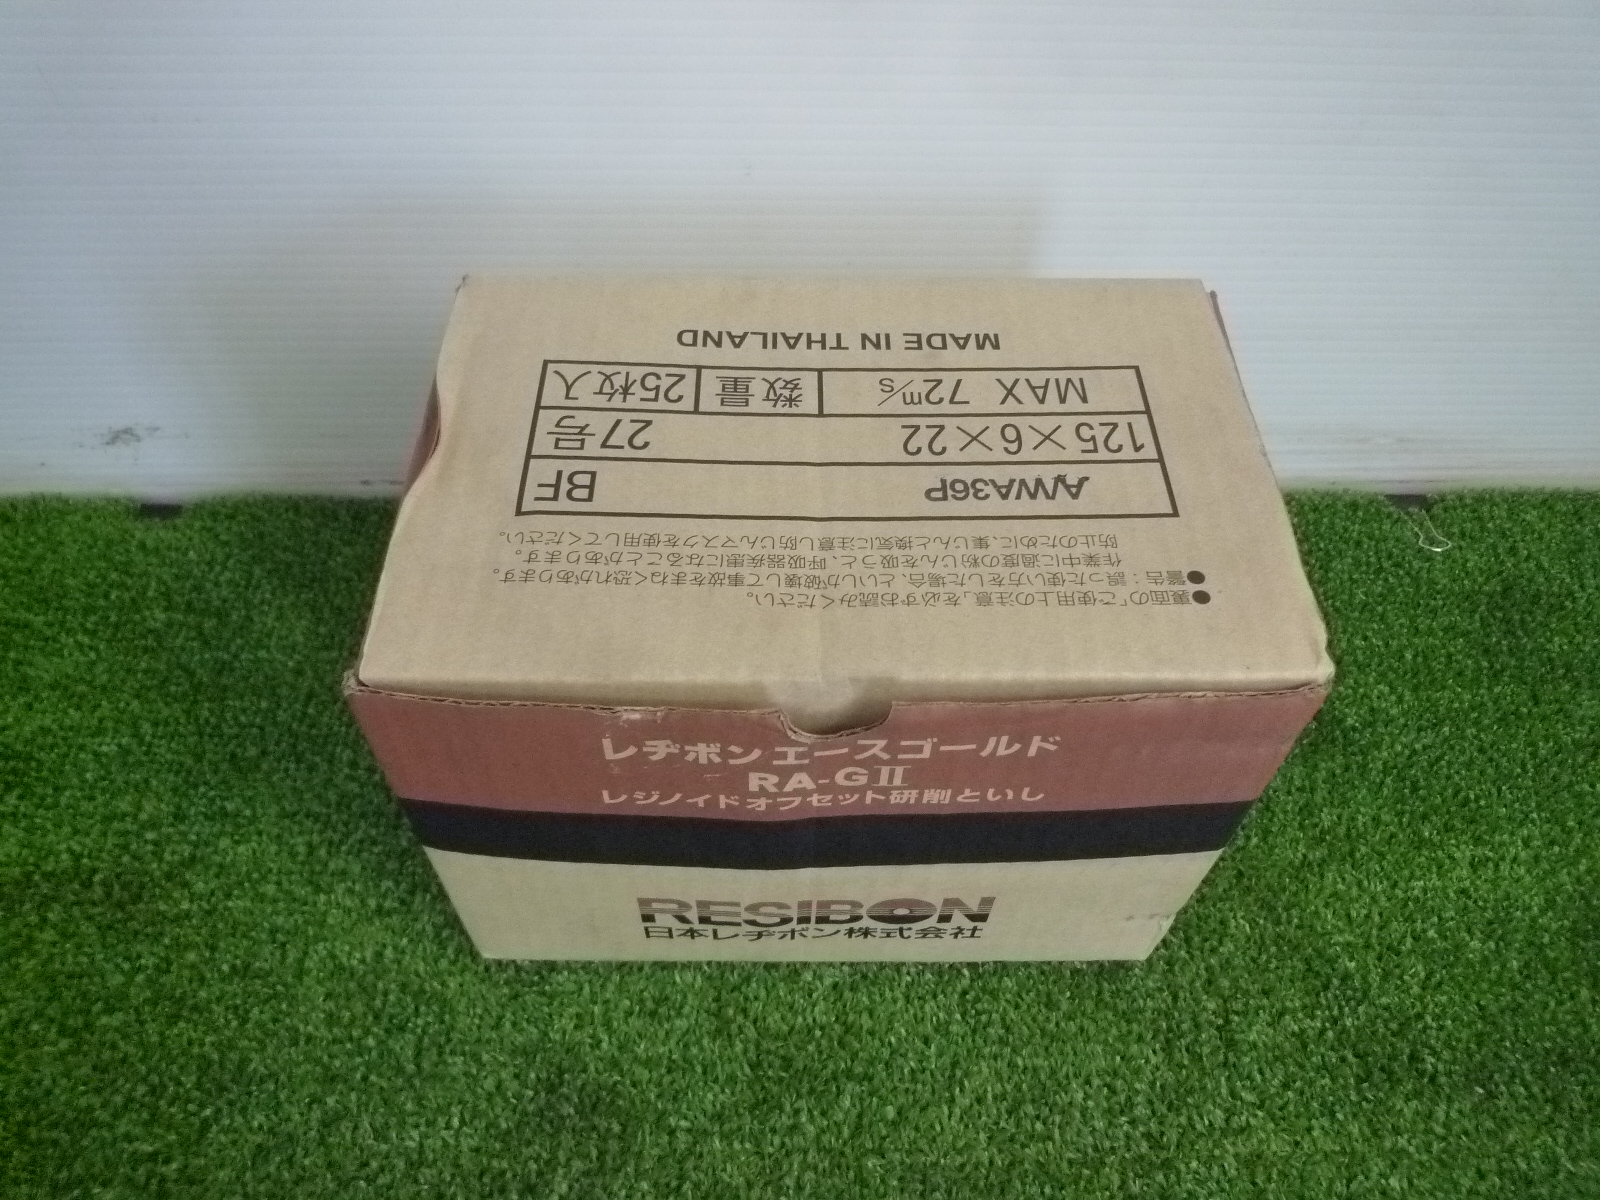 ●裏面の「ご使用上の注意」を必ずお読みください。
●警告：誤った使い方をした場合、といしが破壊して事故をまねく恐れがあります。
作業中に過度の粉じんを吸うと、呼吸器疾患になることがあります。
防止のために、集じんと換気に注意し防じんマスクを使用してください。
AWA36P BF
125×6×22 27号
MAX 72m/s 数量 25枚入
MADE IN THAILAND
レヂボンエースゴールド
RA-GⅡ
レジノイドオフセット研削といし
RESIBON
日本レヂボン株式会社